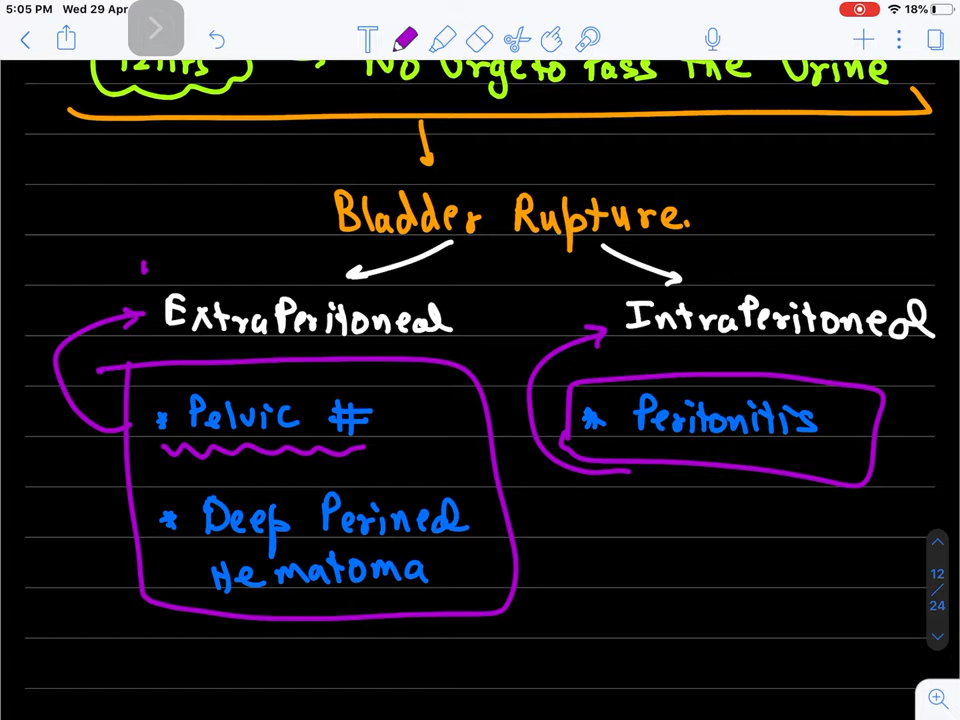 5:05 PM Wed 29 Apr
18%
12Hrs → No Urge to Pass The Urine
Bladder Rupture.
ExtraPeritoneal
IntraPeritoneal
* Pelvic #
* Peritonitis
* Deep Perineal
Hematoma
12
/
24